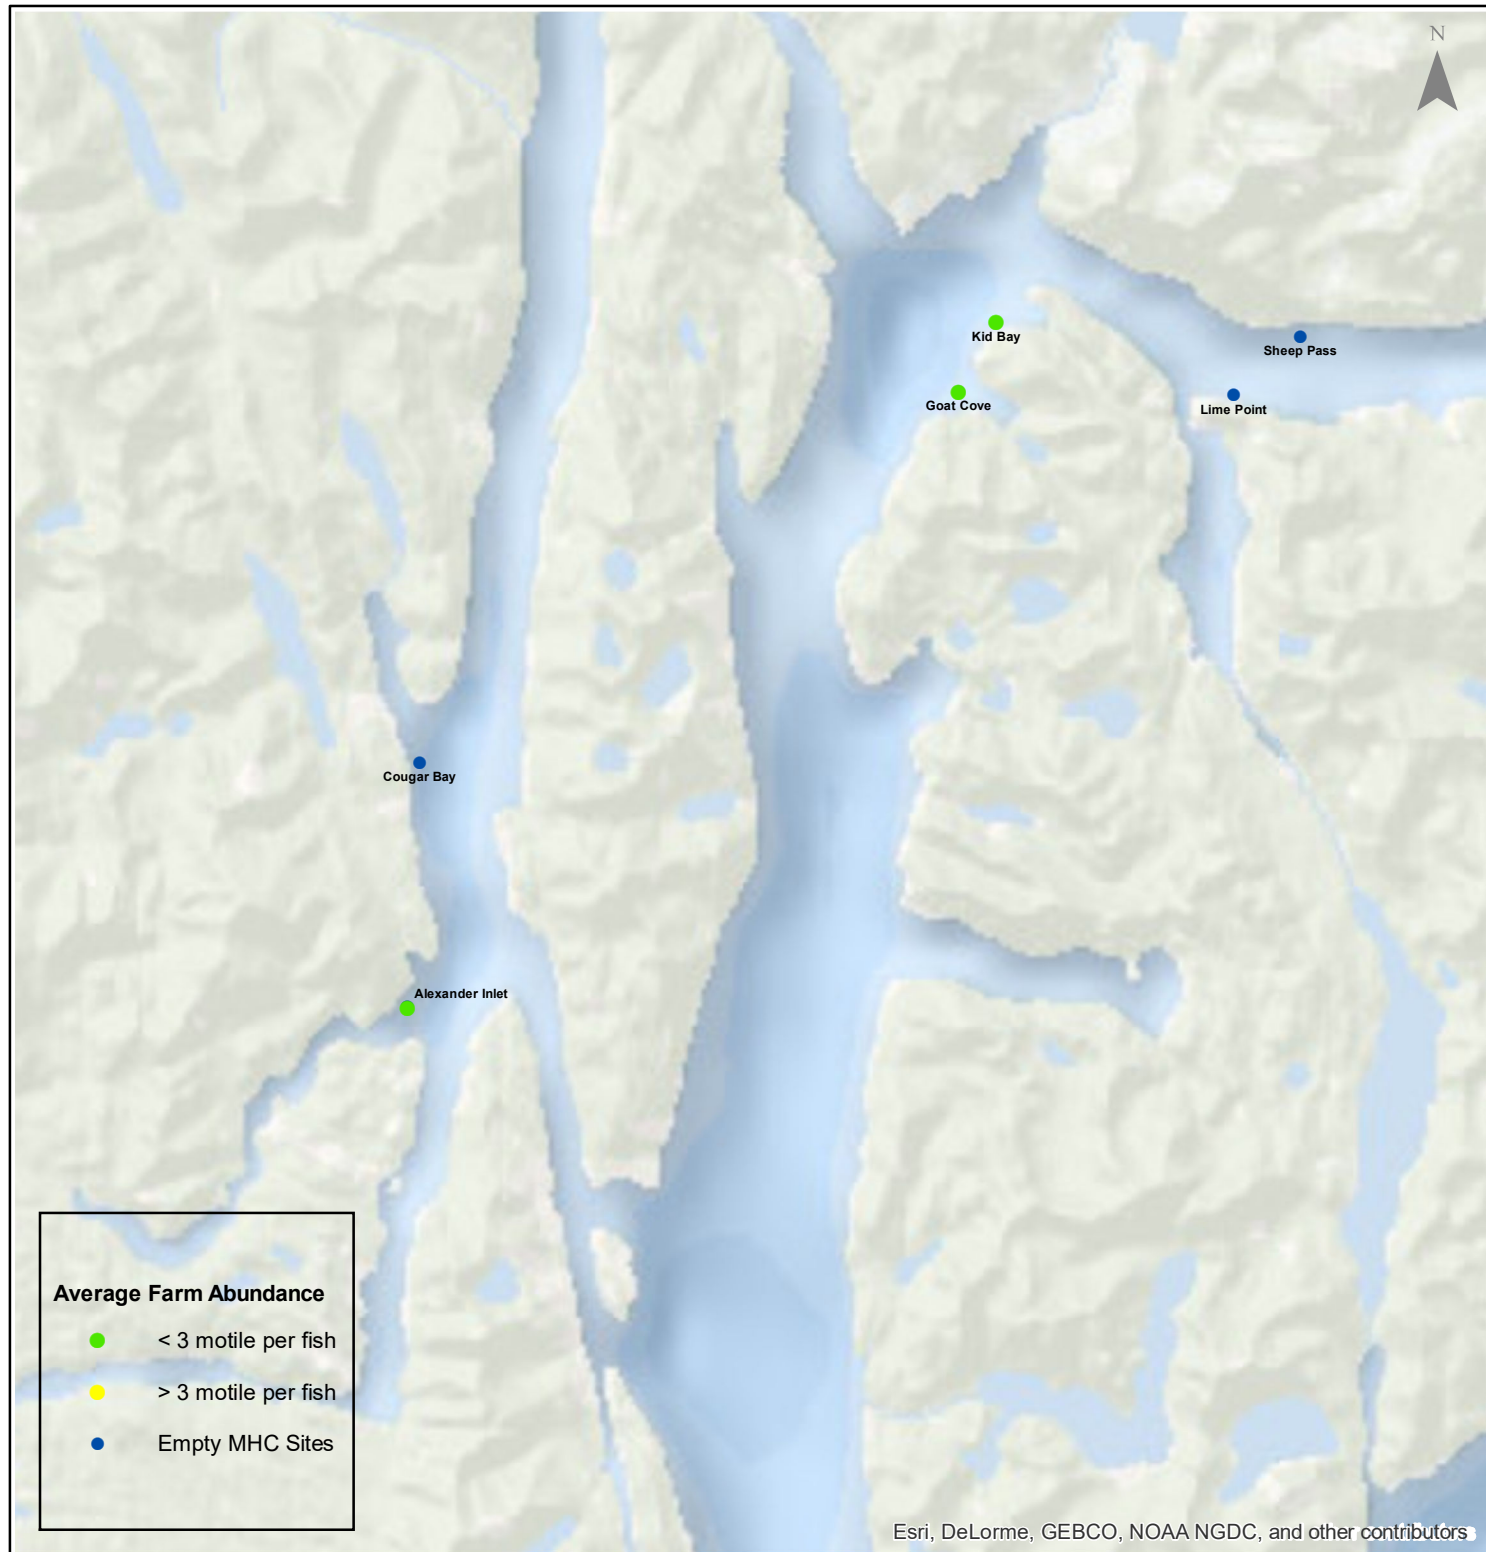 N
Kid Bay
Sheep Pass
Goat Cove
Lime Point
Cougar Bay
Alexander Inlet
Average Farm Abundance
< 3 motile per fish
> 3 motile per fish
Empty MHC Sites
Esri, DeLorme, GEBCO, NOAA NGDC, and other contributors